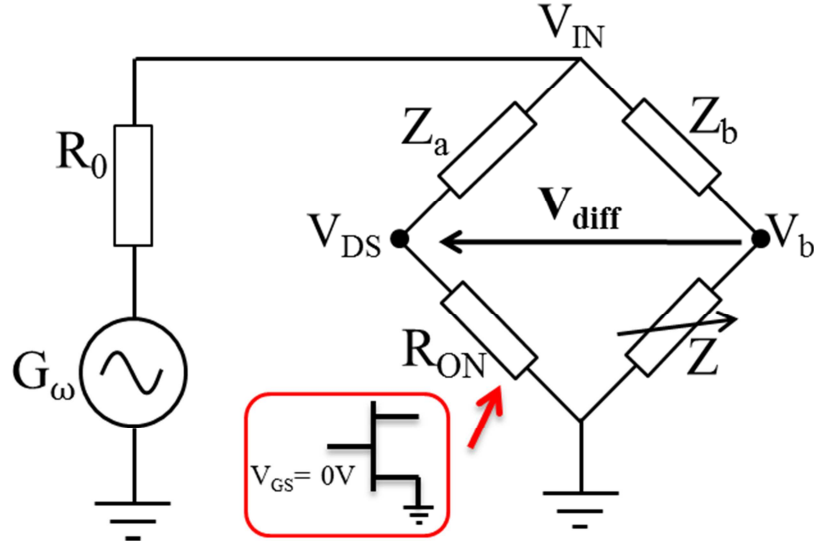 V_IN
R_0
Z_a
Z_b
V_diff
V_DS
V_b
G_ω
R_ON
Z
V_GS= 0V